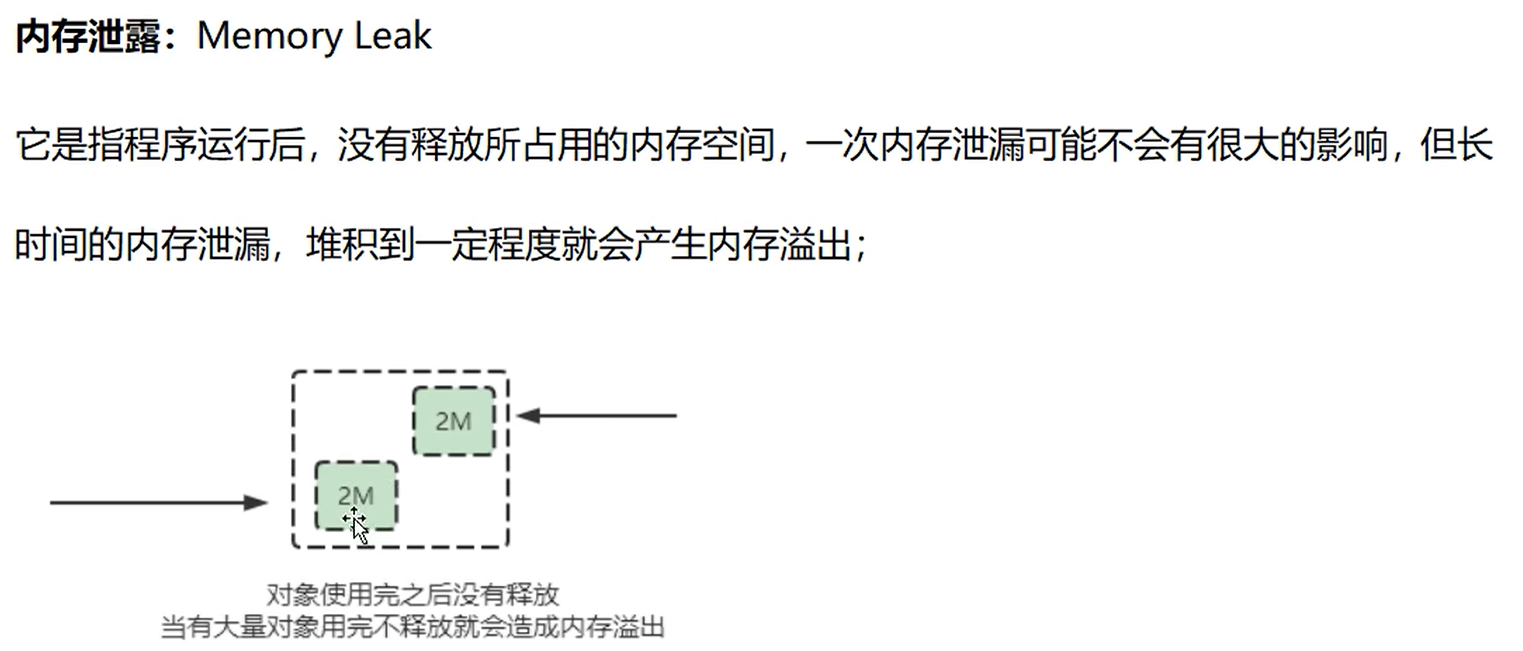 内存泄露：Memory Leak
它是指程序运行后，没有释放所占用的内存空间，一次内存泄漏可能不会有很大的影响，但长
时间的内存泄漏，堆积到一定程度就会产生内存溢出；
2M
2M
对象使用完之后没有释放
当有大量对象用完不释放就会造成内存溢出